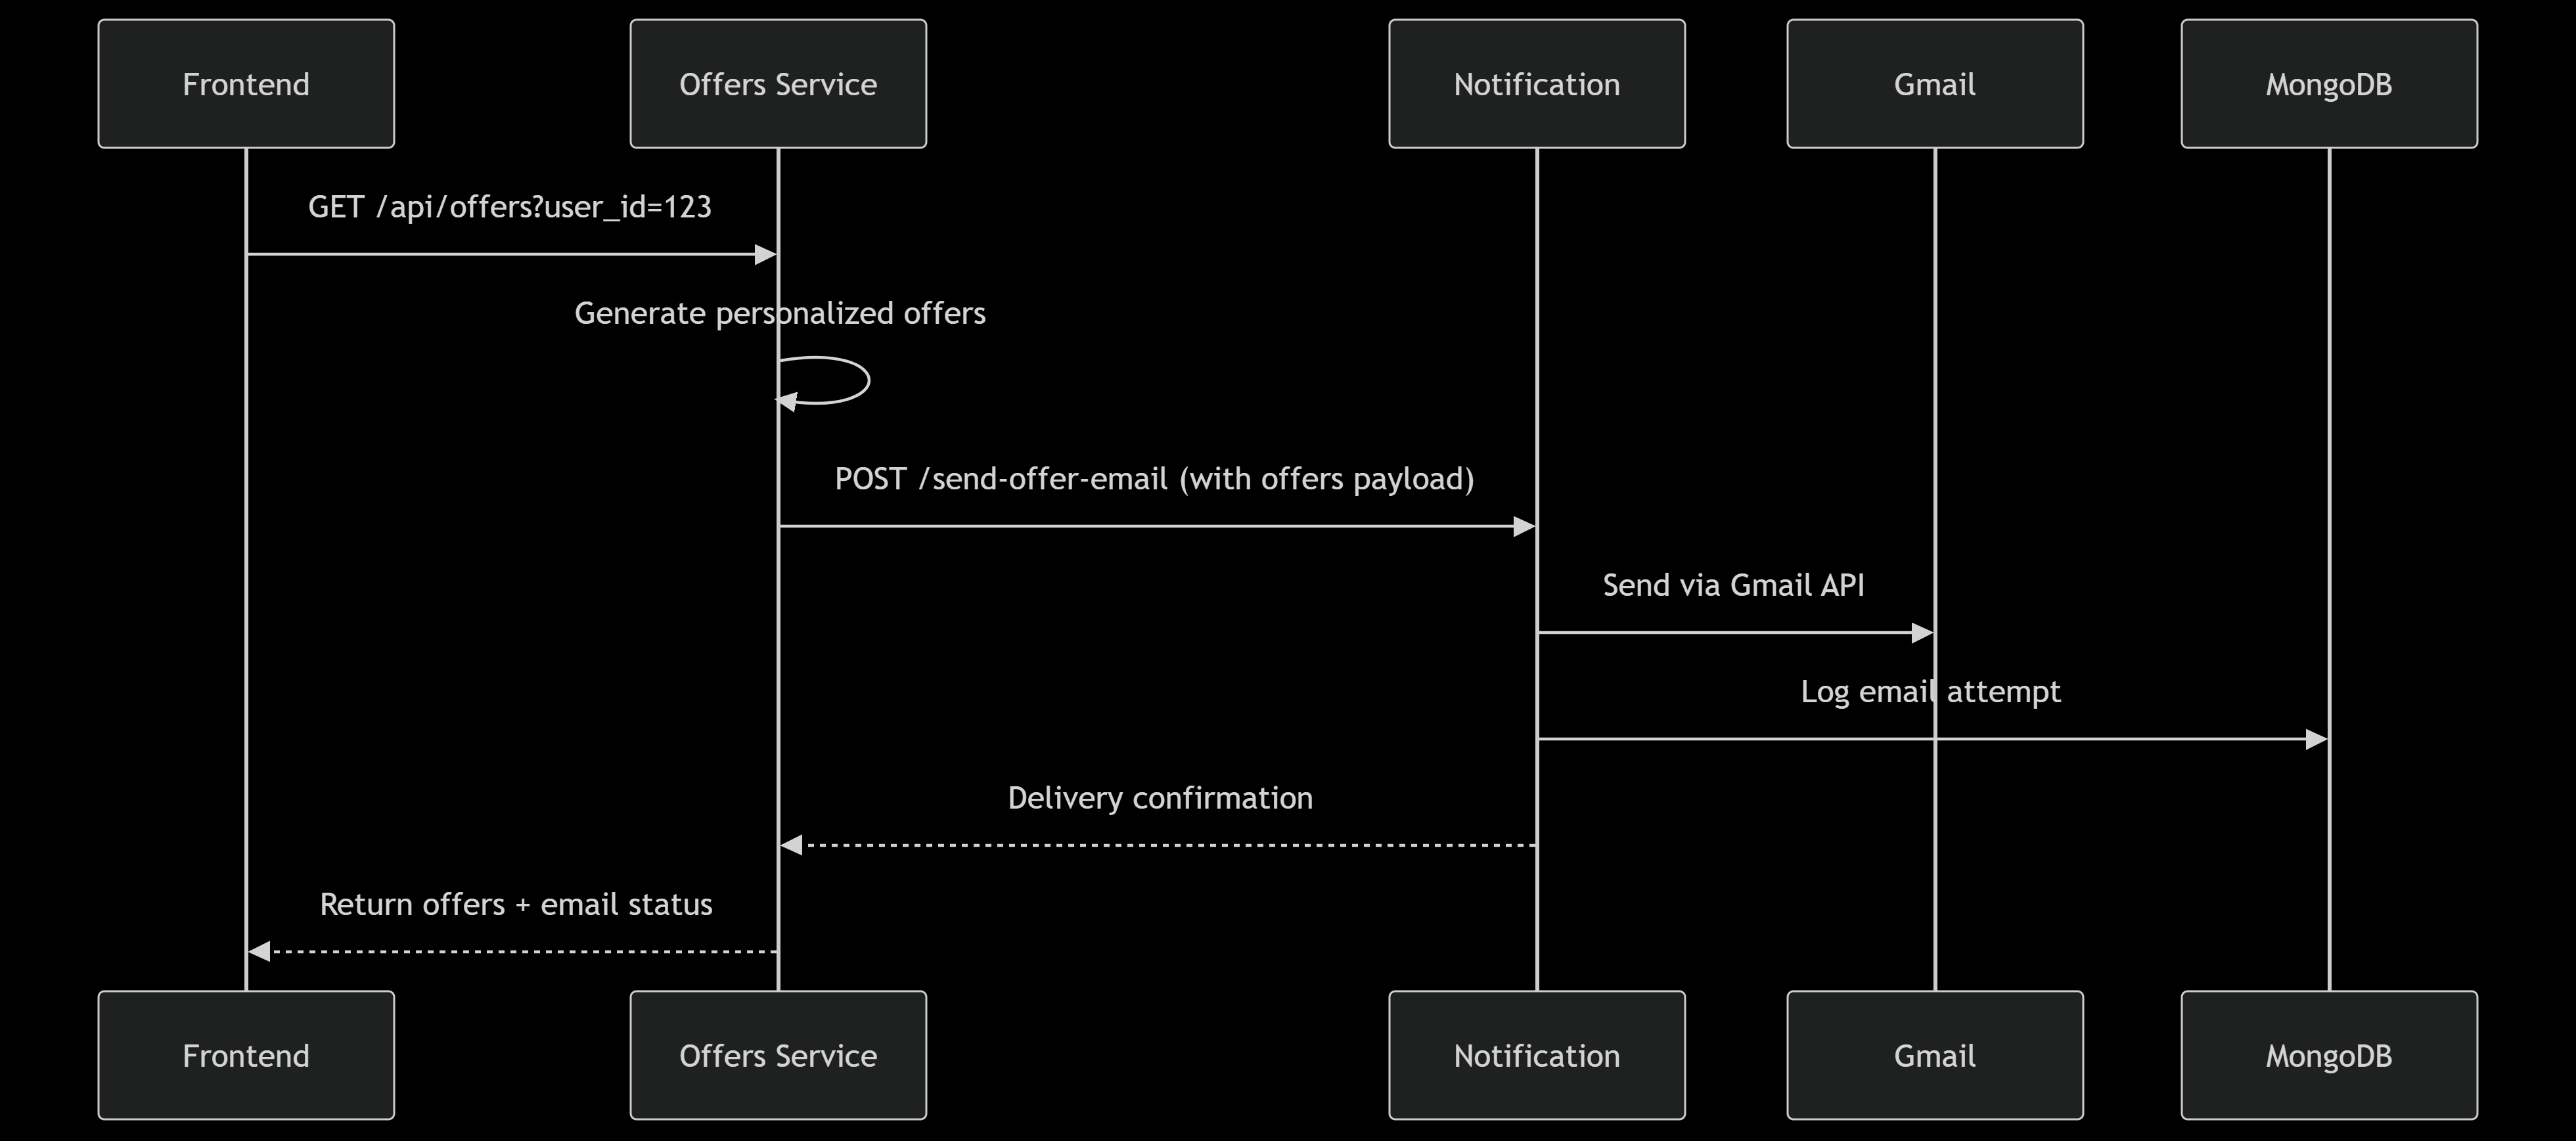 Frontend
Offers Service
Notification
Gmail
MongoDB
GET /api/offers?user_id=123
Generate personalized offers
POST /send-offer-email (with offers payload)
Send via Gmail API
Log email attempt
Delivery confirmation
Return offers + email status
Frontend
Offers Service
Notification
Gmail
MongoDB